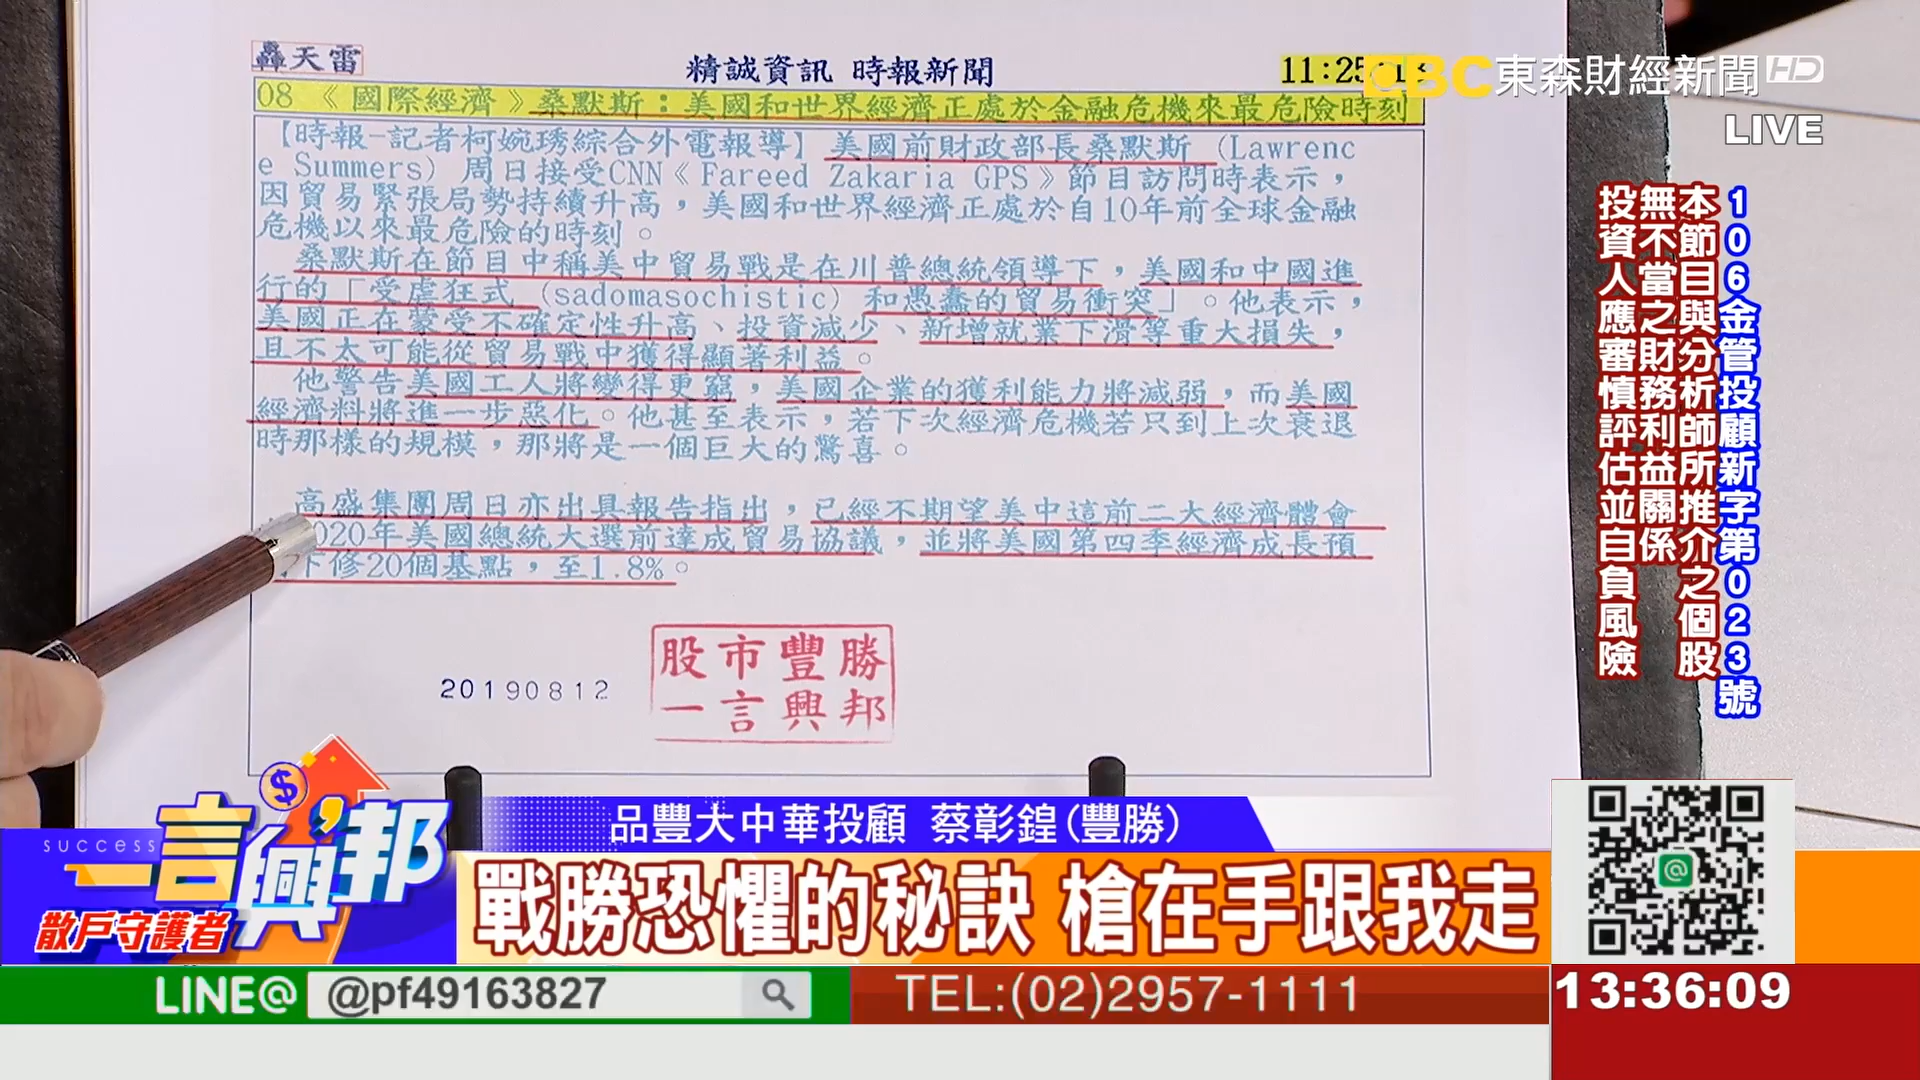 轟天雷
精誠資訊 時報新聞
11:25
EBC東森財經新聞HD
LIVE
08 《國際經濟》桑默斯：美國和世界經濟正處於金融危機來最危險時刻
【時報-記者柯婉琇綜合外電報導】美國前財政部長桑默斯 (Lawrenc
e Summers) 周日接受CNN《Fareed Zakaria GPS》節目訪問時表示，
因貿易緊張局勢持續升高，美國和世界經濟正處於自10年前全球金融
危機以來最危險的時刻。
桑默斯在節目中稱美中貿易戰是在川普總統領導下，美國和中國進
行的「受虐狂式 (sadomasochistic) 和愚蠢的貿易衝突」。他表示，
美國正在蒙受不確定性升高、投資減少、新增就業下滑等重大損失，
且不太可能從貿易戰中獲得顯著利益。
他警告美國工人將變得更窮，美國企業的獲利能力將減弱，而美國
經濟料將進一步惡化。他甚至表示，若下次經濟危機若只到上次衰退
時那樣的規模，那將是一個巨大的驚喜。
高盛集團周日亦出具報告指出，已經不期望美中這前二大經濟體會
020年美國總統大選前達成貿易協議，並將美國第四季經濟成長預
下修20個基點，至1.8%。
20190812
股市豐勝
一言興邦
106金管投顧新字第023號
本節目與分析師所推介之個股
無不當之財務利益關係
投資人應審慎評估並自負風險
success
一言興邦
散戶守護者
品豐大中華投顧 蔡彰鍠(豐勝)
戰勝恐懼的秘訣 槍在手跟我走
LINE@ @pf49163827
TEL:(02)2957-1111
13:36:09